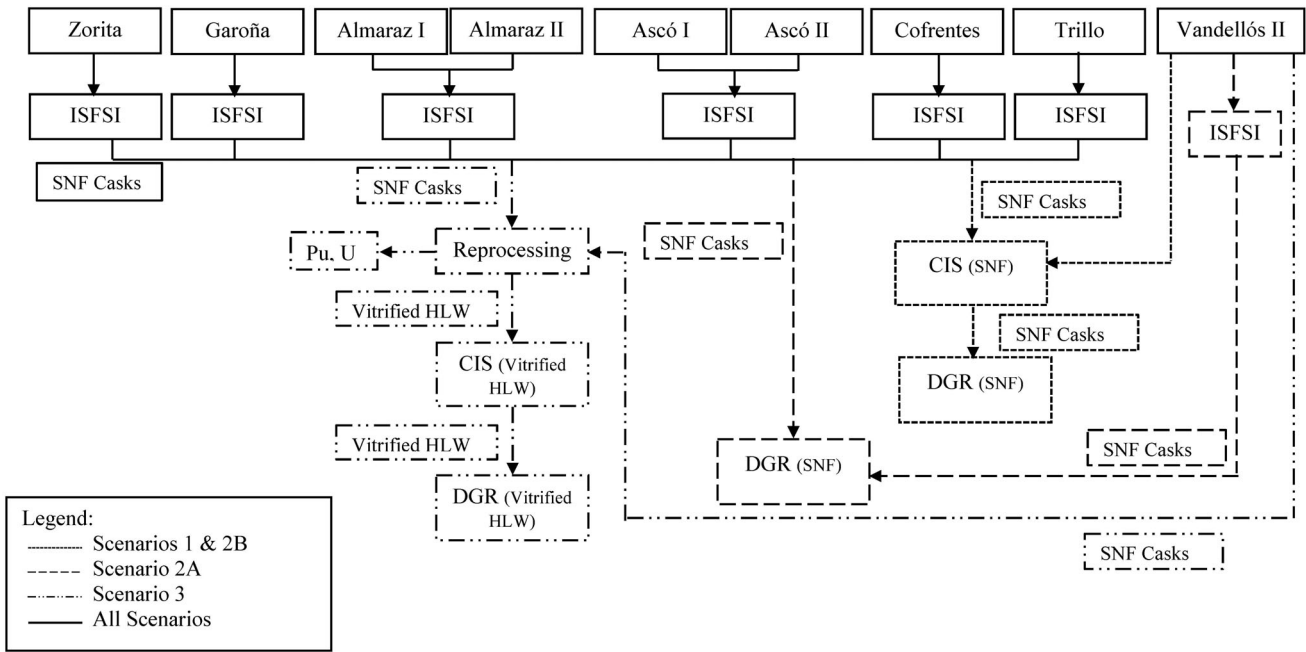 Zorita
Garoña
Almaraz I
Almaraz II
Ascó I
Ascó II
Cofrentes
Trillo
Vandellós II
ISFSI
ISFSI
ISFSI
ISFSI
ISFSI
ISFSI
ISFSI
SNF Casks
SNF Casks
SNF Casks
SNF Casks
Pu, U
Reprocessing
CIS (SNF)
Vitrified HLW
SNF Casks
CIS (Vitrified
HLW)
DGR (SNF)
Vitrified HLW
SNF Casks
DGR (SNF)
DGR (Vitrified
HLW)
SNF Casks
Legend:
Scenarios 1 & 2B
Scenario 2A
Scenario 3
All Scenarios